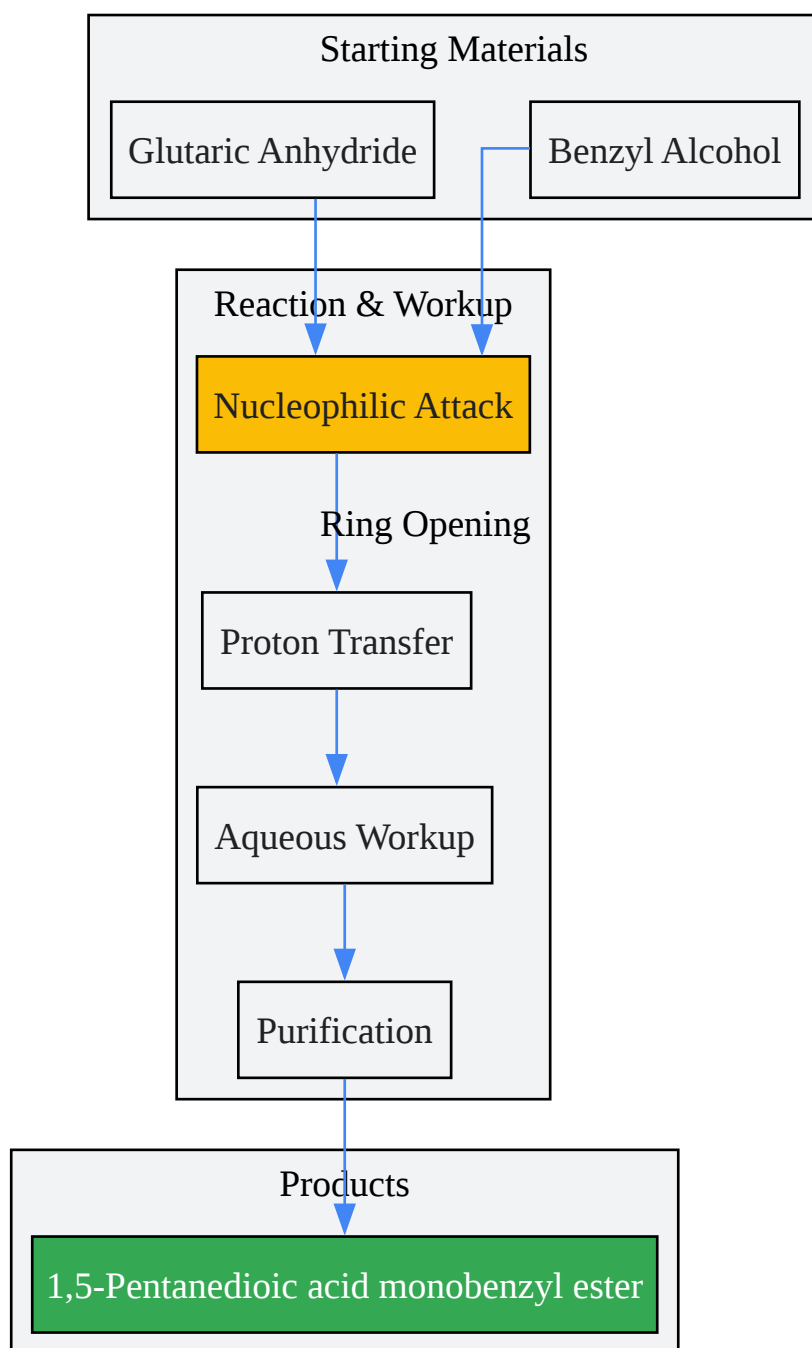 Starting Materials
Glutaric Anhydride
Benzyl Alcohol
Reaction & Workup
Nucleophilic Attack
Ring Opening
Proton Transfer
Aqueous Workup
Purification
Products
1,5-Pentanedioic acid monobenzyl ester